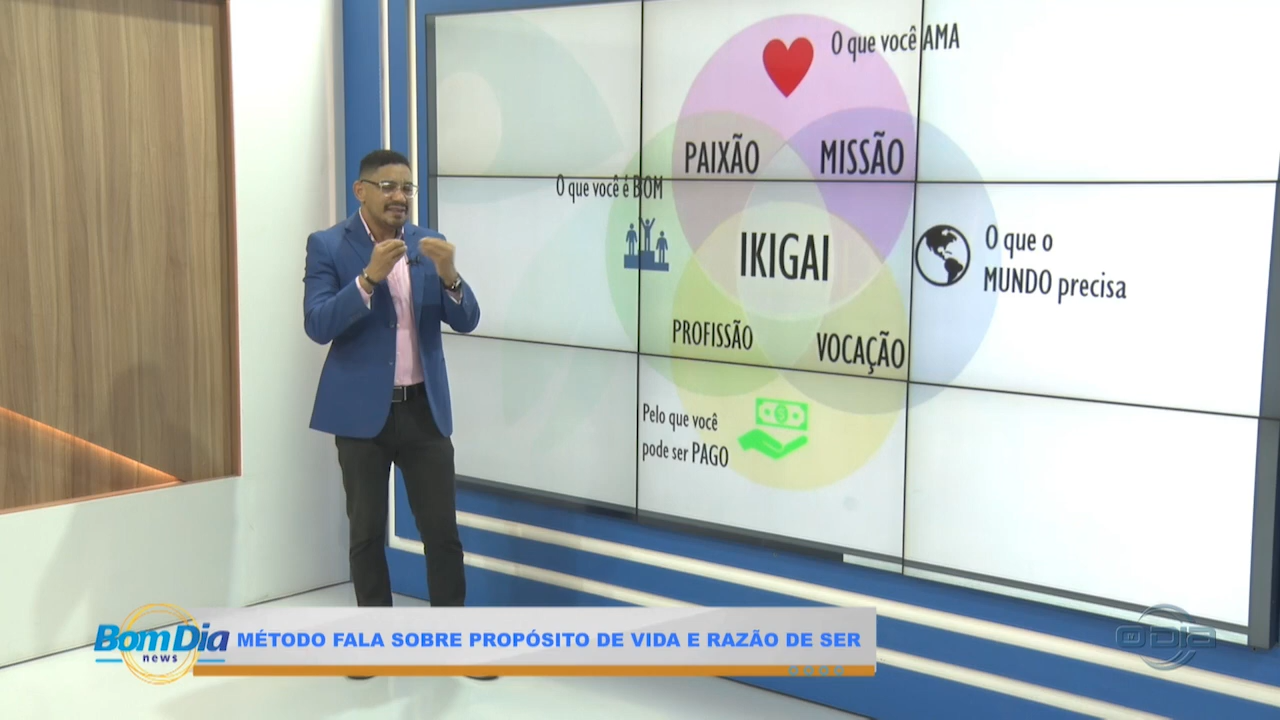 O que você AMA
PAIXÃO
MISSÃO
O que você é BOM
IKIGAI
O que o
MUNDO precisa
PROFISSÃO
VOCAÇÃO
Pelo que você
pode ser PAGO
$
Bom Dia
news
MÉTODO FALA SOBRE PROPÓSITO DE VIDA E RAZÃO DE SER
O DIA